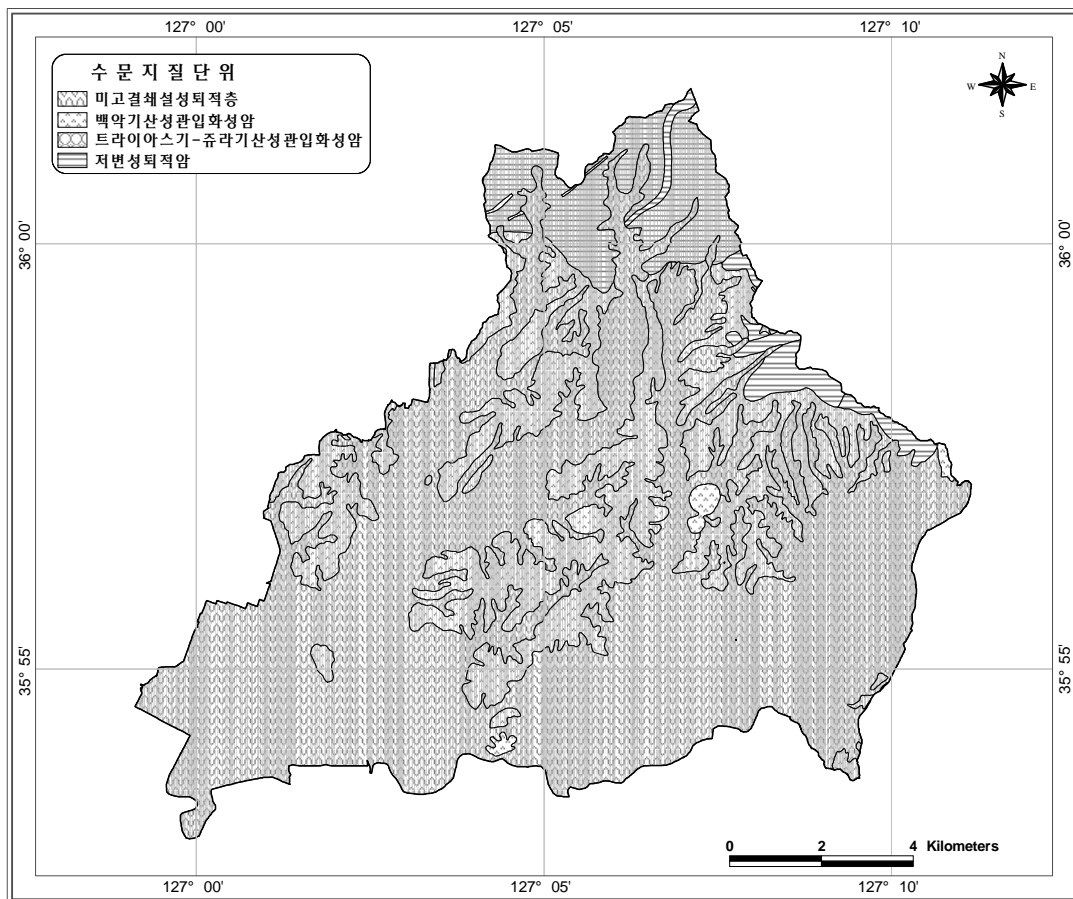 127° 00' 127° 05' 127° 10'
수 문 지 질 단 위
미고결쇄설성퇴적층
백악기산성관입화성암
트라이아스기-쥬라기산성관입화성암
저변성퇴적암
N
W E
S
36° 00' 36° 00'
35° 55' 35° 55'
0 2 4 Kilometers
127° 00' 127° 05' 127° 10'